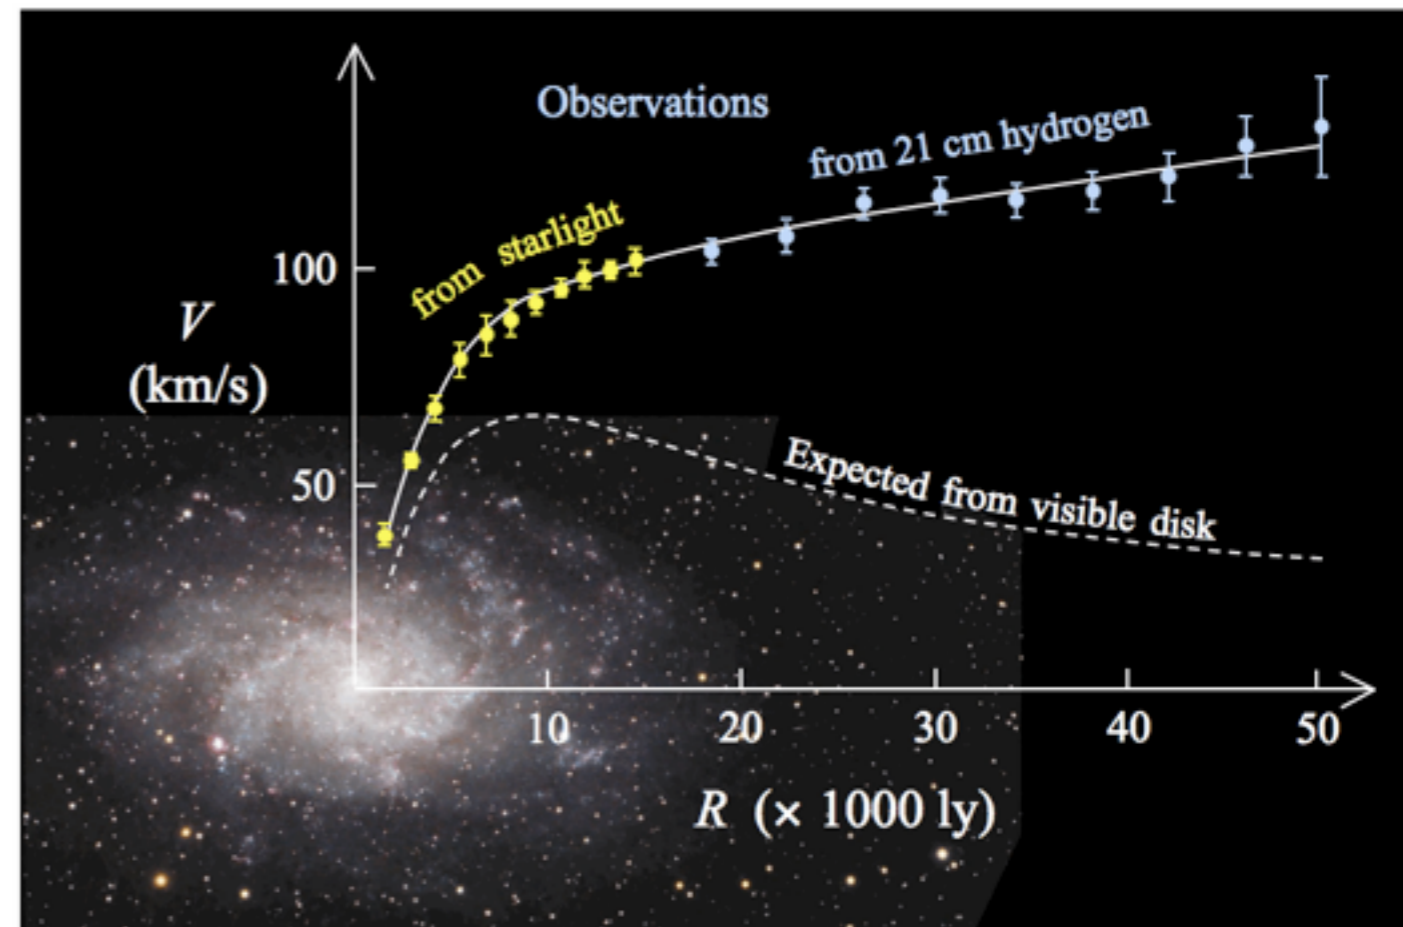 Observations
from 21 cm hydrogen
from starlight
100
V
(km/s)
50
Expected from visible disk
10
20
30
40
50
R (× 1000 ly)